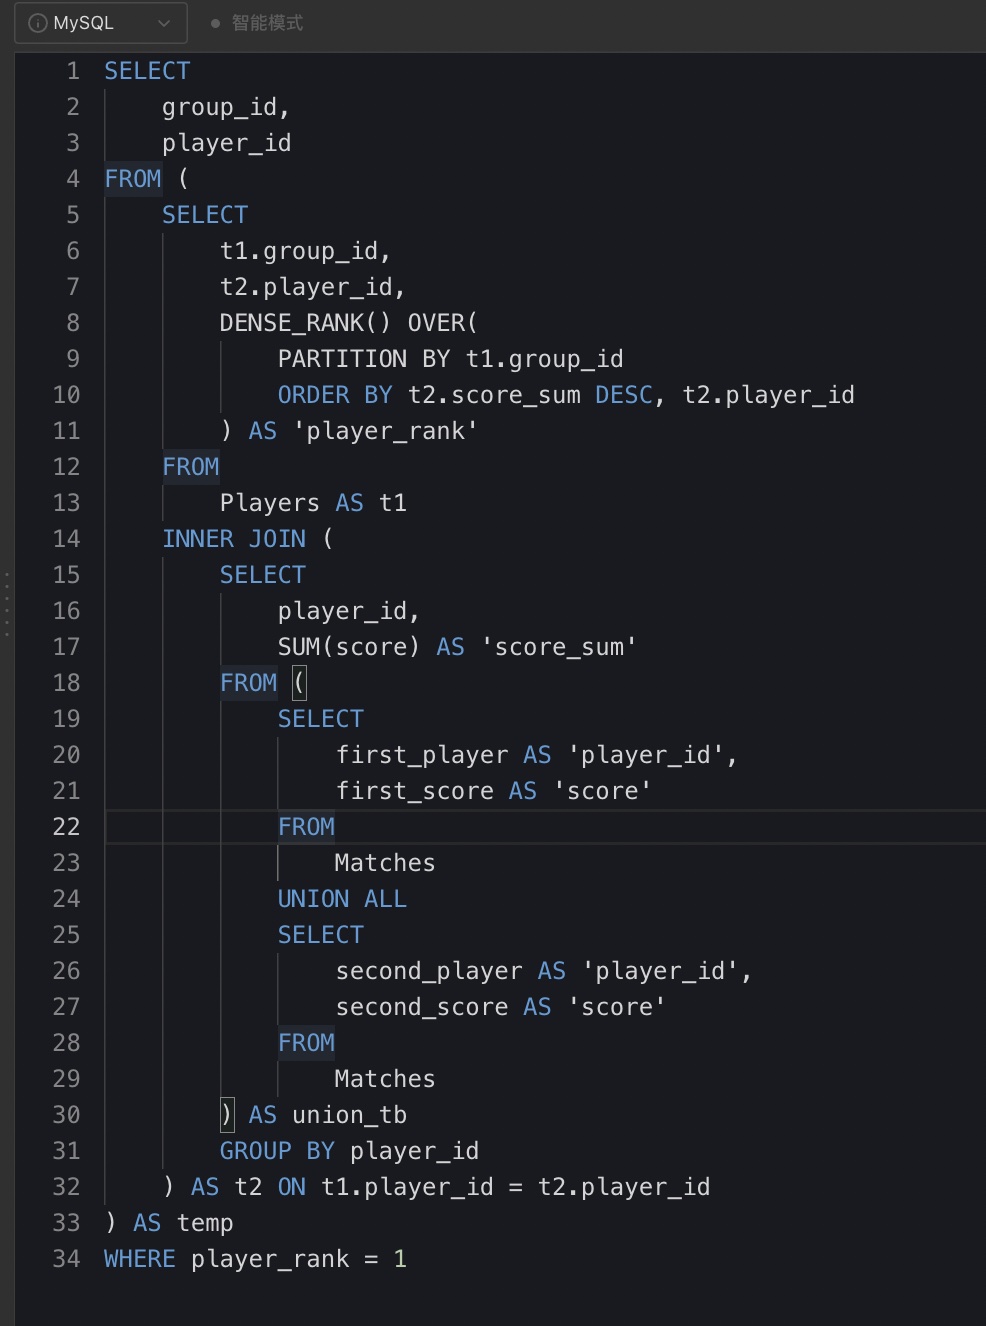 MySQL 智能模式
1 SELECT
2     group_id,
3     player_id
4 FROM (
5     SELECT
6         t1.group_id,
7         t2.player_id,
8         DENSE_RANK() OVER(
9             PARTITION BY t1.group_id
10             ORDER BY t2.score_sum DESC, t2.player_id
11         ) AS 'player_rank'
12     FROM
13         Players AS t1
14     INNER JOIN (
15         SELECT
16             player_id,
17             SUM(score) AS 'score_sum'
18         FROM (
19             SELECT
20                 first_player AS 'player_id',
21                 first_score AS 'score'
22             FROM
23                 Matches
24             UNION ALL
25             SELECT
26                 second_player AS 'player_id',
27                 second_score AS 'score'
28             FROM
29                 Matches
30         ) AS union_tb
31         GROUP BY player_id
32     ) AS t2 ON t1.player_id = t2.player_id
33 ) AS temp
34 WHERE player_rank = 1